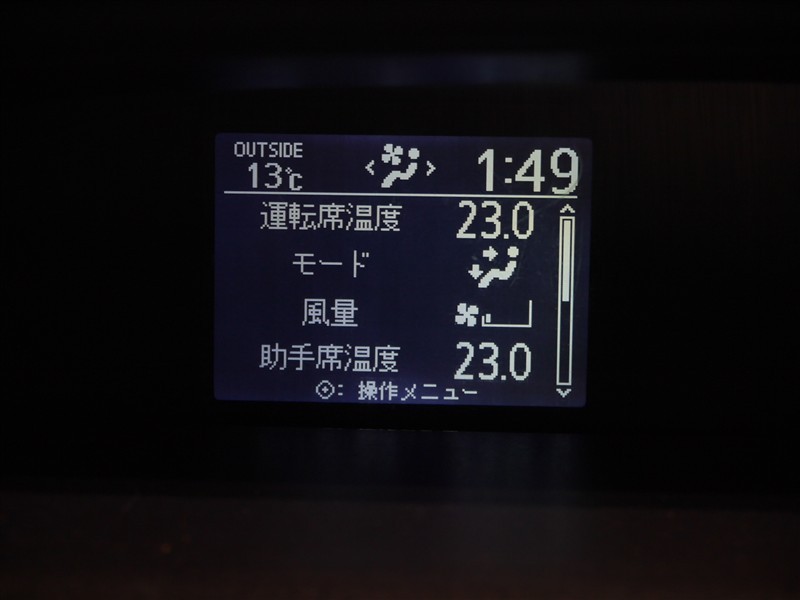 OUTSIDE
13℃
1:49
運転席温度 23.0
モード
風量
助手席温度 23.0
: 操作メニュー